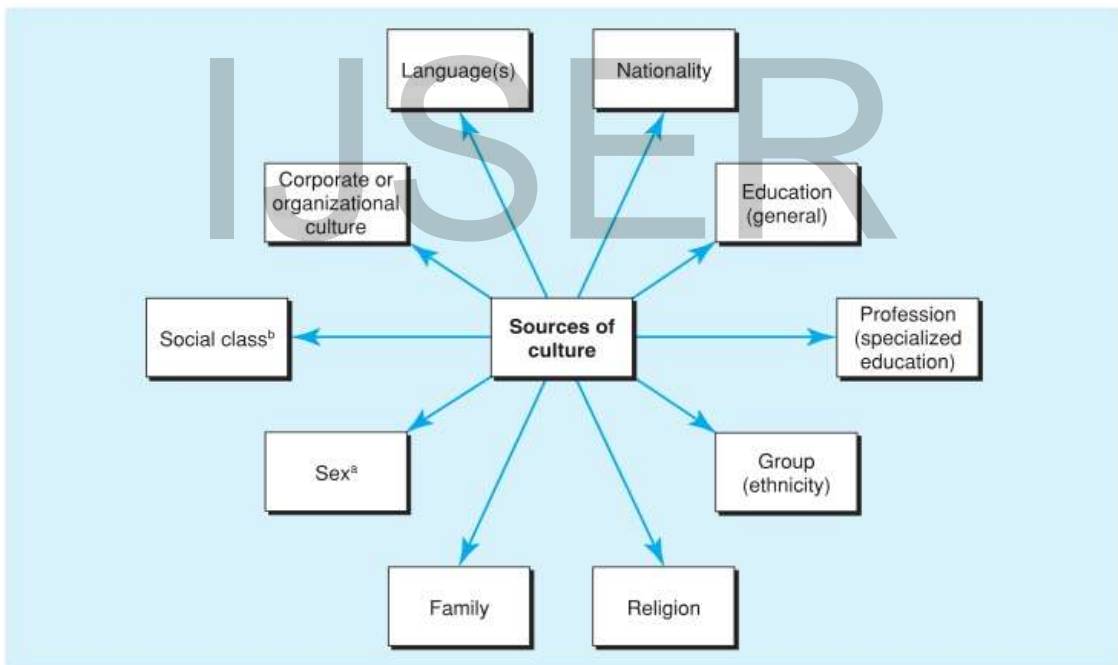 IJSER
Language(s)
Nationality
Corporate or
organizational
culture
Education
(general)
Social classᵇ
Sources of
culture
Profession
(specialized
education)
Sexᵃ
Group
(ethnicity)
Family
Religion